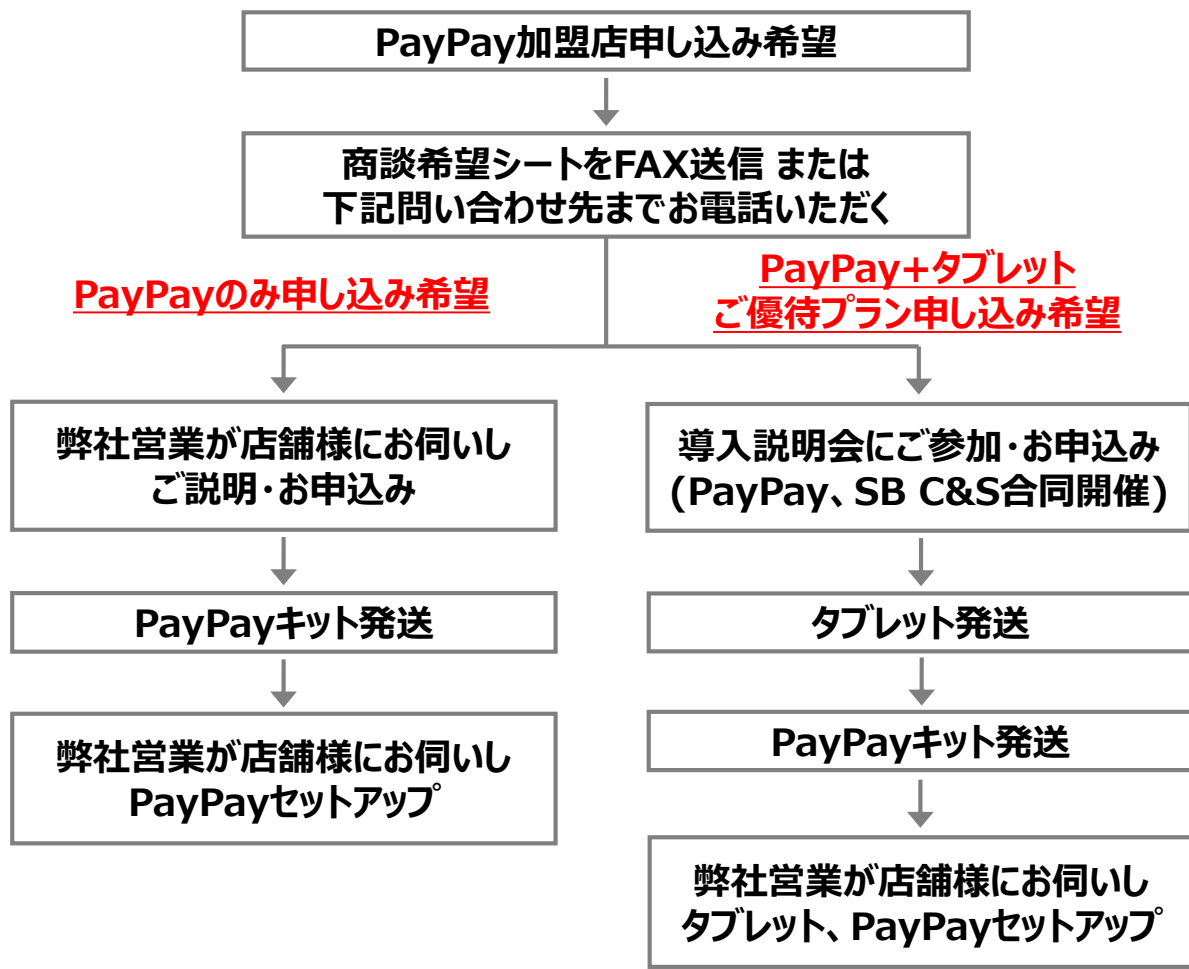 PayPay加盟店申し込み希望
商談希望シートをFAX送信 または
下記問い合わせ先までお電話いただく
PayPayのみ申し込み希望
PayPay+タブレット
ご優待プラン申し込み希望
弊社営業が店舗様にお伺いし
ご説明・お申込み
PayPayキット発送
弊社営業が店舗様にお伺いし
PayPayセットアップ
導入説明会にご参加・お申込み
(PayPay、SB C&S合同開催)
タブレット発送
PayPayキット発送
弊社営業が店舗様にお伺いし
タブレット、PayPayセットアップ